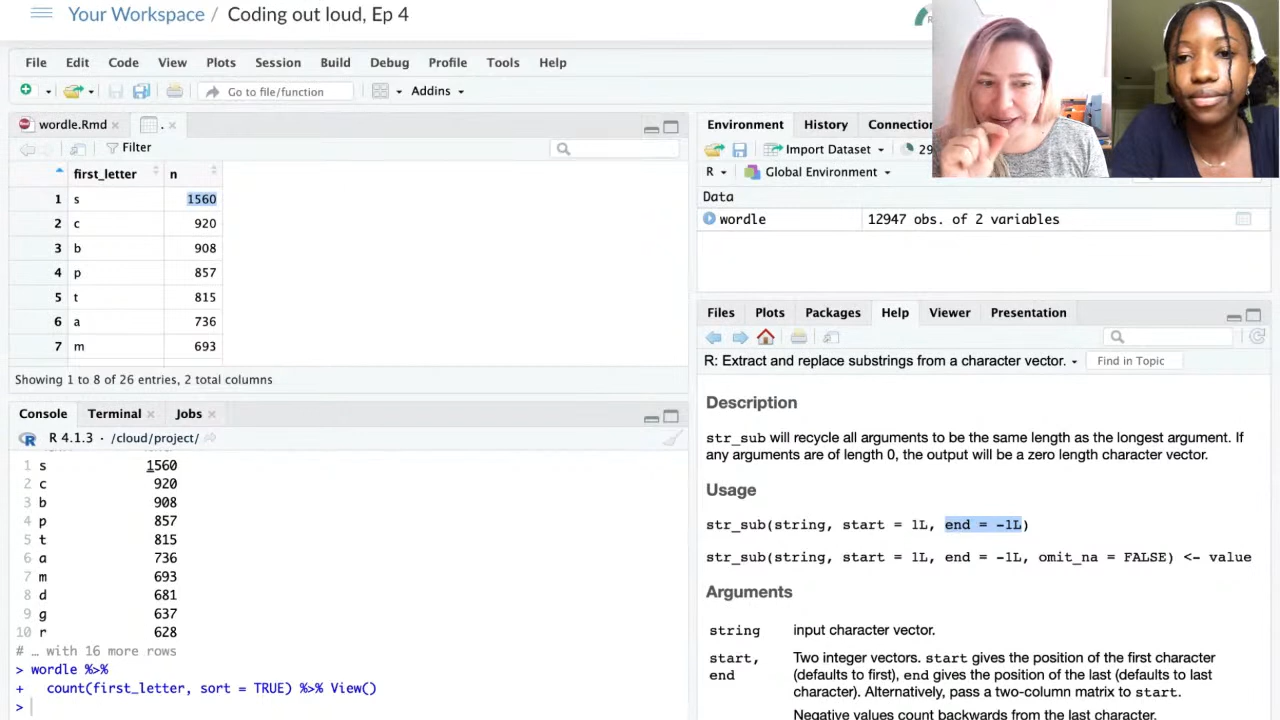 Your Workspace / Coding out loud, Ep 4
File Edit Code View Plots Session Build Debug Profile Tools Help
Go to file/function Addins
wordle.Rmd .
Filter
first_letter n
1 s 1560
2 c 920
3 b 908
4 p 857
5 t 815
6 a 736
7 m 693
Showing 1 to 8 of 26 entries, 2 total columns
Console Terminal Jobs
R 4.1.3 · /cloud/project/
1 s 1560
2 c 920
3 b 908
4 p 857
5 t 815
6 a 736
7 m 693
8 d 681
9 g 637
10 r 628
# … with 16 more rows
> wordle %>%
+ count(first_letter, sort = TRUE) %>% View()
>
Environment History Connection
Import Dataset 29
R Global Environment
Data
wordle 12947 obs. of 2 variables
Files Plots Packages Help Viewer Presentation
R: Extract and replace substrings from a character vector. Find in Topic
Description
str_sub will recycle all arguments to be the same length as the longest argument. If
any arguments are of length 0, the output will be a zero length character vector.
Usage
str_sub(string, start = 1L, end = -1L)
str_sub(string, start = 1L, end = -1L, omit_na = FALSE) <- value
Arguments
string input character vector.
start, Two integer vectors. start gives the position of the first character
end (defaults to first), end gives the position of the last (defaults to last
character). Alternatively, pass a two-column matrix to start.
Negative values count backwards from the last character.